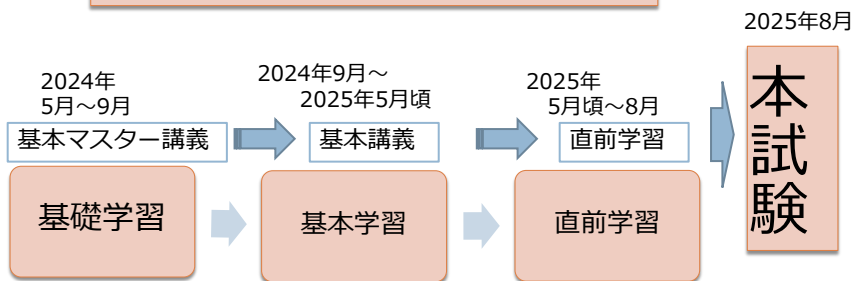 2025年8月
2024年
5月～9月
2024年9月～
2025年5月頃
2025年
5月頃～8月
基本マスター講義
基本講義
直前学習
本試験
基礎学習
基本学習
直前学習